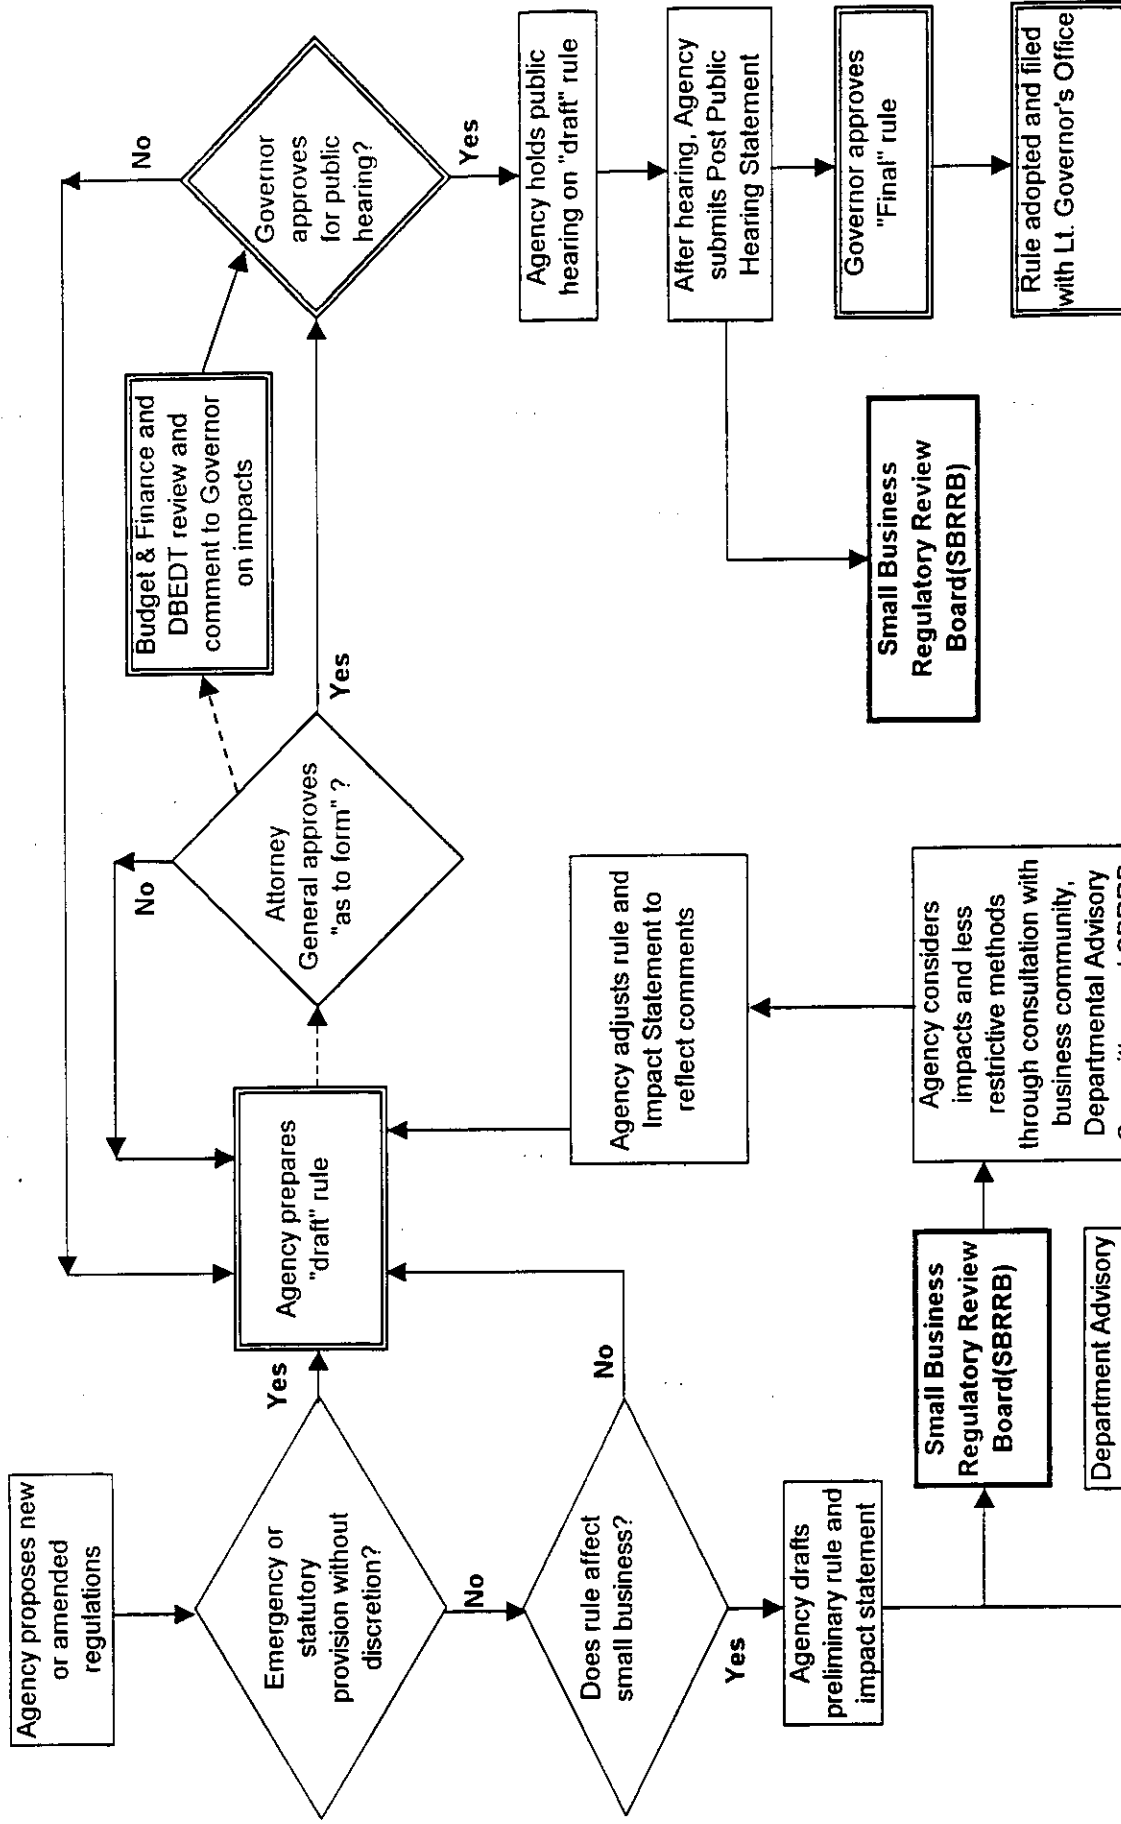 Agency proposes new
or amended
regulations
Emergency or
statutory
provision without
discretion?
Yes
No
Does rule affect
small business?
No
Yes
Agency drafts
preliminary rule and
impact statement
Small Business
Regulatory Review
Board(SBRRB)
Department Advisory
Agency considers
impacts and less
restrictive methods
through consultation with
business community,
Departmental Advisory
Agency adjusts rule and
Impact Statement to
reflect comments
Agency prepares
"draft" rule
Attorney
General approves
"as to form" ?
No
Yes
Budget & Finance and
DBEDT review and
comment to Governor
on impacts
Governor
approves
for public
hearing?
No
Yes
Agency holds public
hearing on "draft" rule
After hearing, Agency
submits Post Public
Hearing Statement
Small Business
Regulatory Review
Board(SBRRB)
Governor approves
"Final" rule
Rule adopted and filed
with Lt. Governor's Office